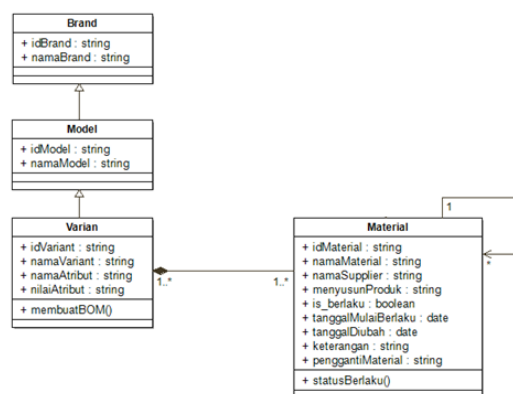 Brand
+ idBrand : string
+ namaBrand : string
Model
+ idModel : string
+ namaModel : string
Varian
+ idVariant : string
+ namaVariant : string
+ namaAtribut : string
+ nilaiAtribut : string
+ membuatBOM()
1..*
1..*
1
*
Material
+ idMaterial : string
+ namaMaterial : string
+ namaSupplier : string
+ menyusunProduk : string
+ is_berlaku : boolean
+ tanggalMulaiBerlaku : date
+ tanggalDiubah : date
+ keterangan : string
+ penggantiMaterial : string
+ statusBerlaku()